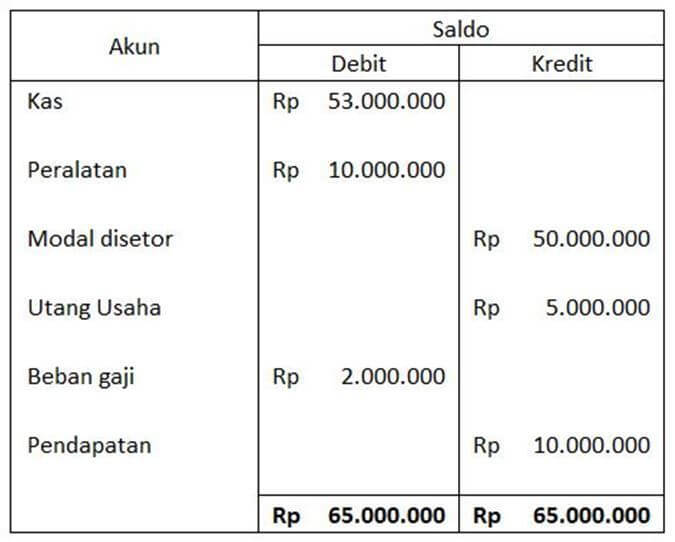 Akun Saldo
Debit Kredit
Kas Rp 53.000.000
Peralatan Rp 10.000.000
Modal disetor Rp 50.000.000
Utang Usaha Rp 5.000.000
Beban gaji Rp 2.000.000
Pendapatan Rp 10.000.000
Rp 65.000.000 Rp 65.000.000